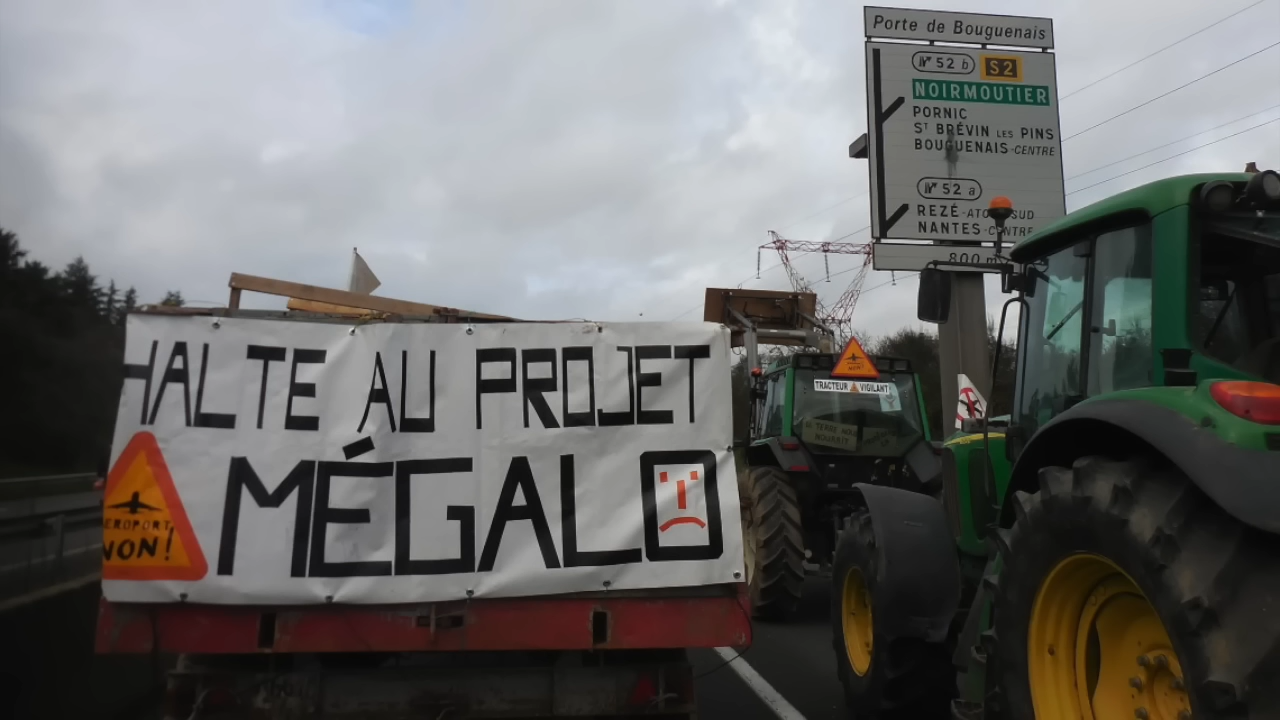 Porte de Bouguenais
N° 52 b S2
NOIRMOUTIER
PORNIC
ST BRÉVIN LES PINS
BOUGUENAIS-CENTRE
N° 52 a
REZÉ-ATOUT SUD
NANTES-CENTRE
800 m
HALTE AU PROJET
MÉGALO
AEROPORT
NON!
TRACTEUR VIGILANT